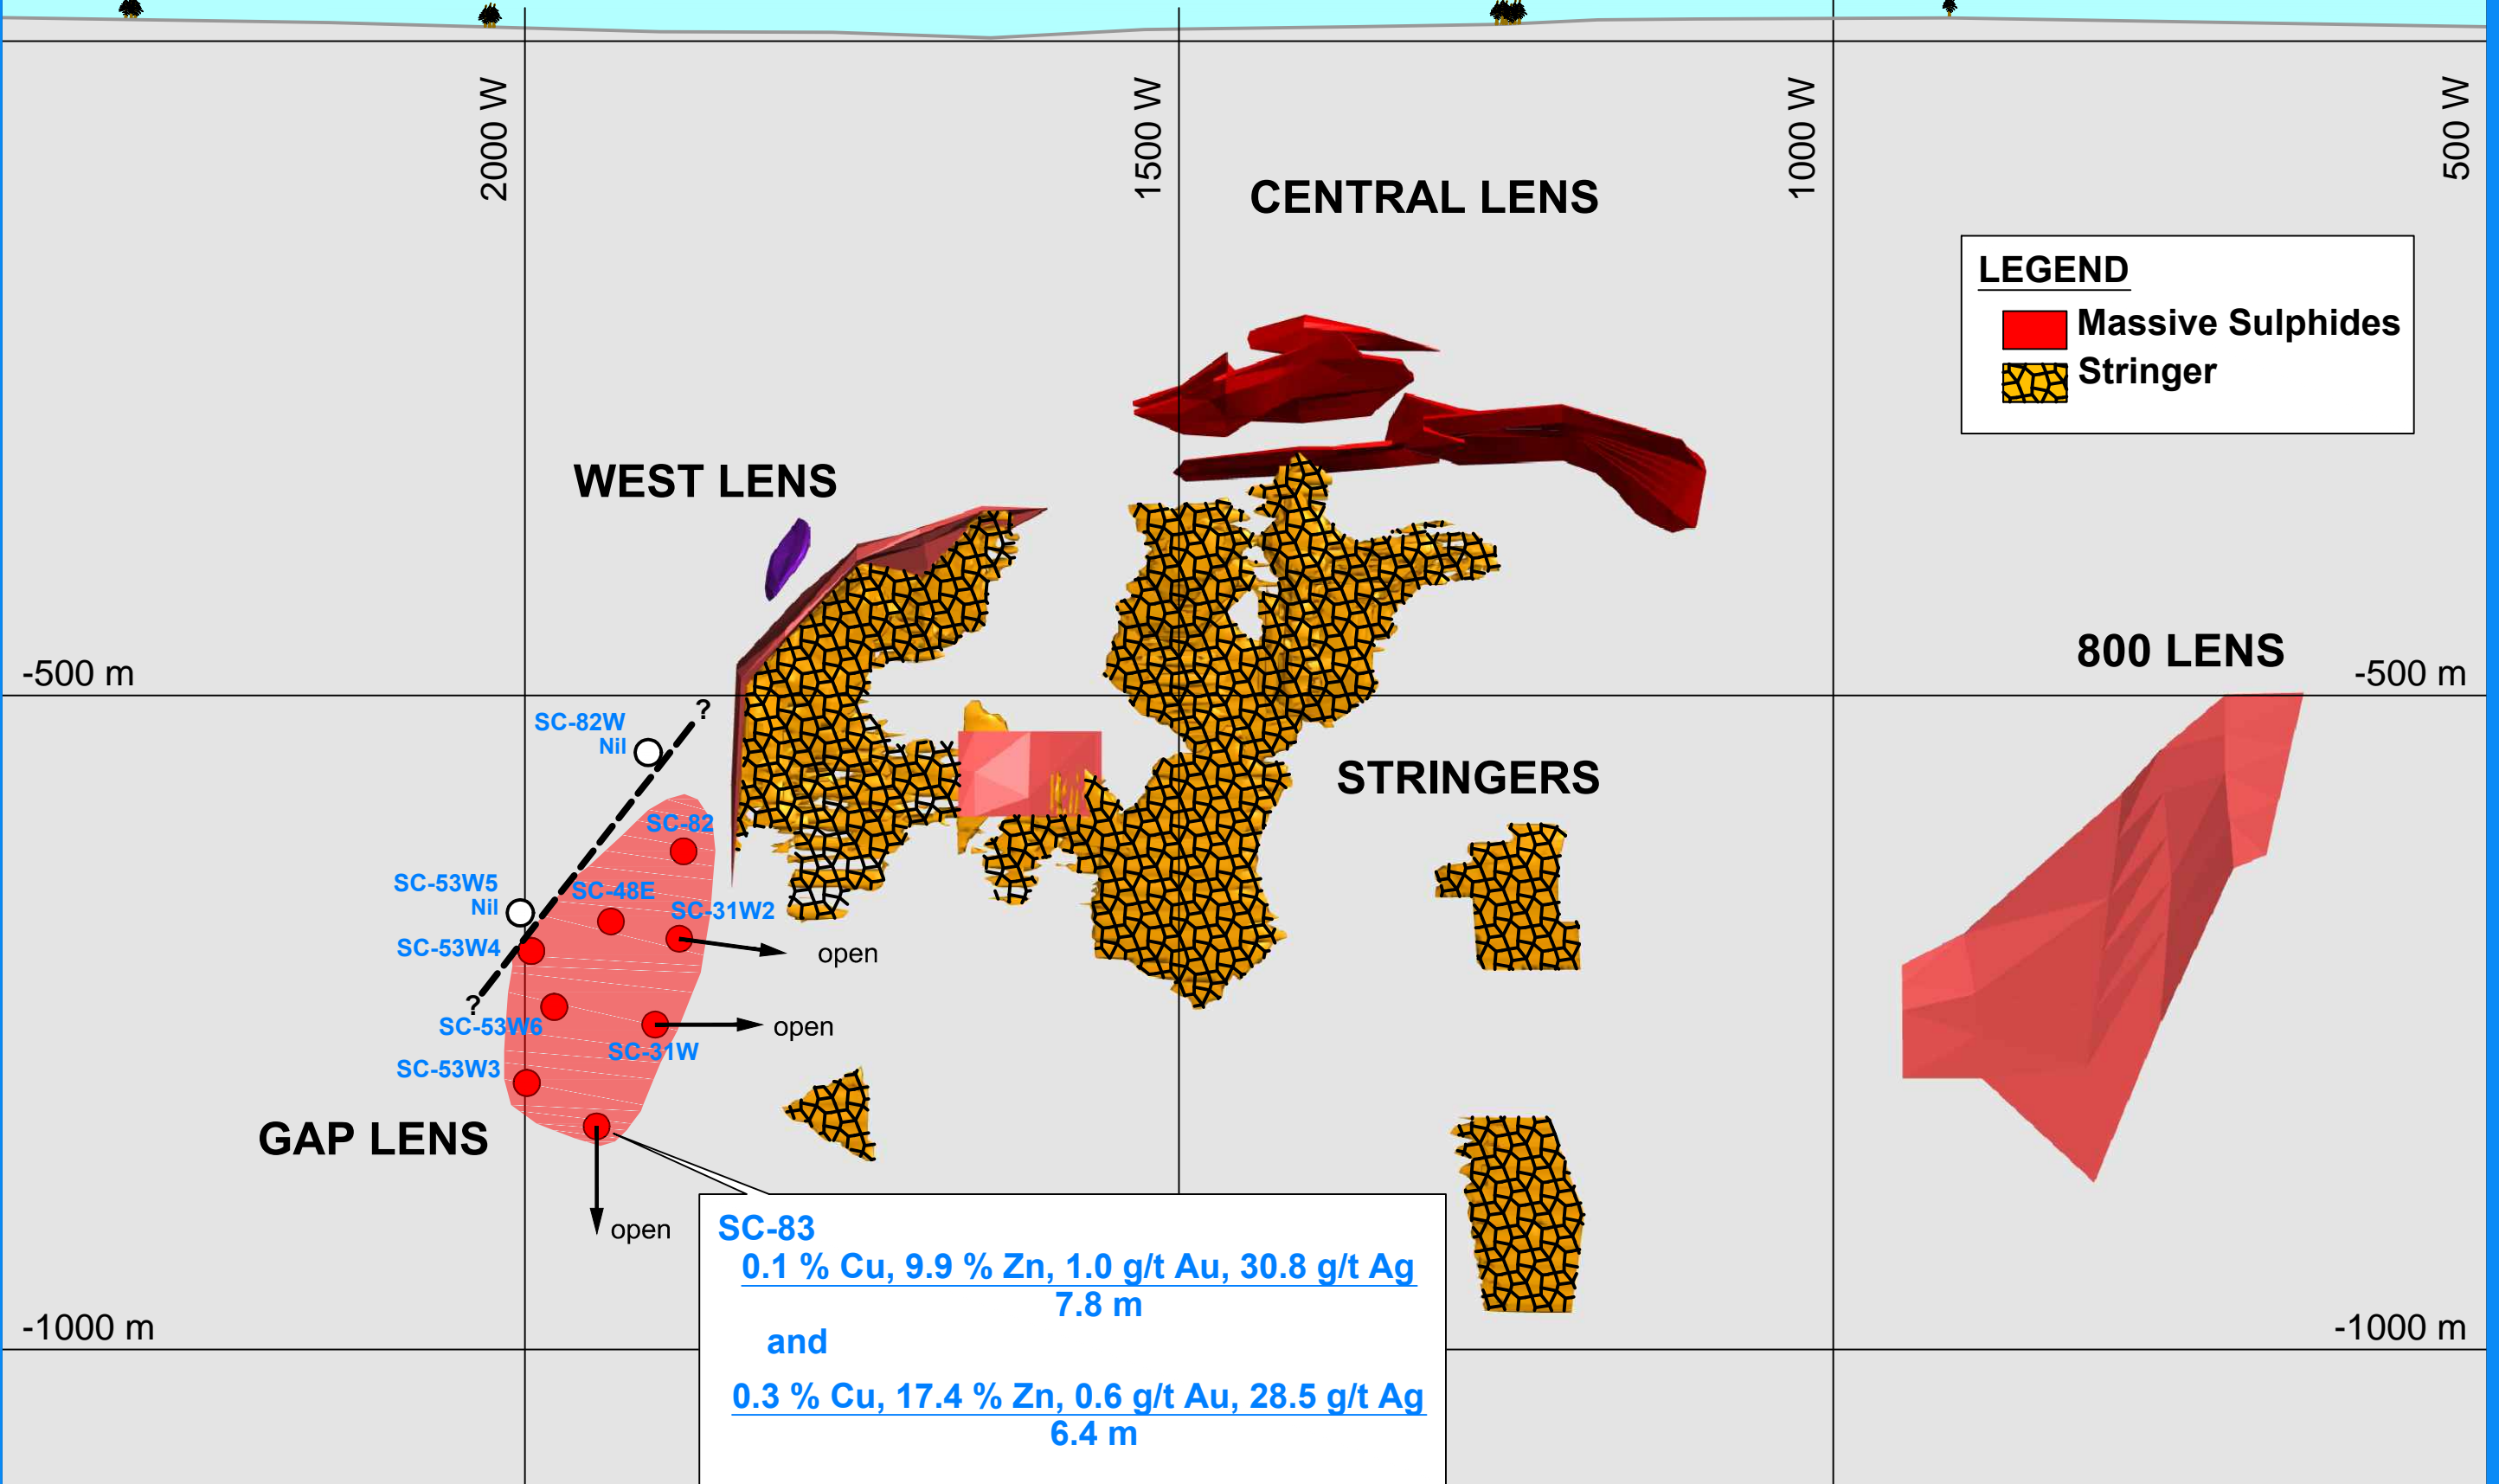 2000 W
1500 W
1000 W
500 W
CENTRAL LENS
LEGEND
Massive Sulphides
Stringer
WEST LENS
800 LENS
-500 m
-500 m
?
SC-82W
Nil
STRINGERS
SC-82
SC-53W5
Nil
SC-48E
SC-31W2
SC-53W4
open
?
SC-53W6
open
SC-31W
SC-53W3
GAP LENS
open
SC-83
0.1 % Cu, 9.9 % Zn, 1.0 g/t Au, 30.8 g/t Ag
7.8 m
and
0.3 % Cu, 17.4 % Zn, 0.6 g/t Au, 28.5 g/t Ag
6.4 m
-1000 m
-1000 m